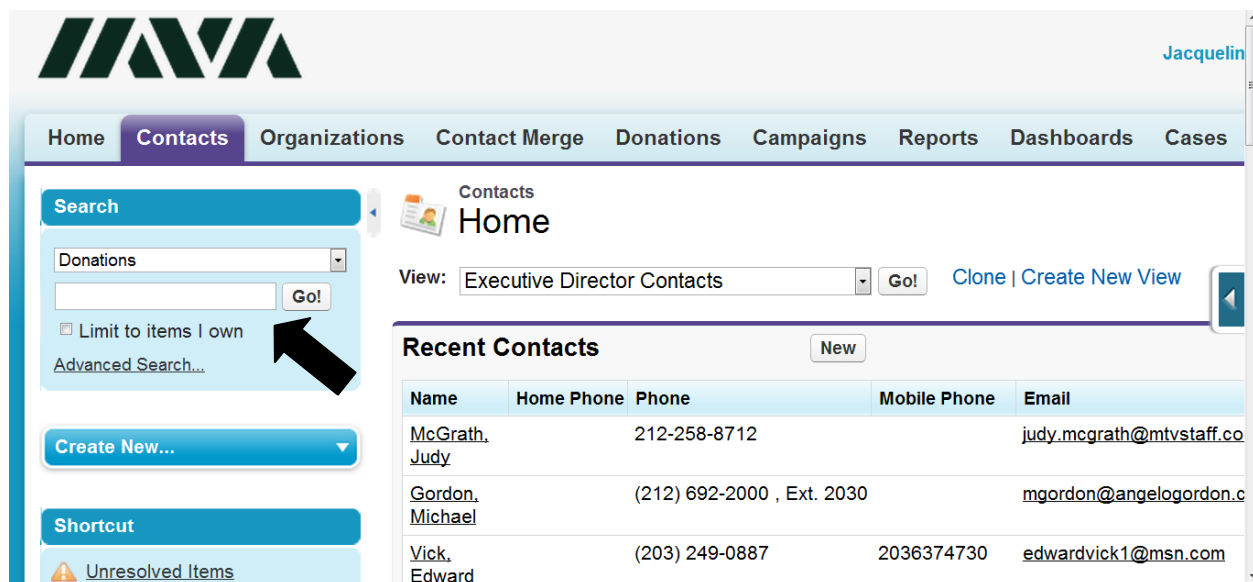 IAVA
Jacquelin
Home Contacts Organizations Contact Merge Donations Campaigns Reports Dashboards Cases
Search
Donations
Go!
Limit to items I own
Advanced Search...
Create New...
Shortcut
Unresolved Items
Contacts
Home
View: Executive Director Contacts Go! Clone | Create New View
Recent Contacts New
Name Home Phone Phone Mobile Phone Email
McGrath, 212-258-8712 judy.mcgrath@mtvstaff.co
Judy
Gordon, (212) 692-2000 , Ext. 2030 mgordon@angelogordon.c
Michael
Vick, (203) 249-0887 2036374730 edwardvick1@msn.com
Edward